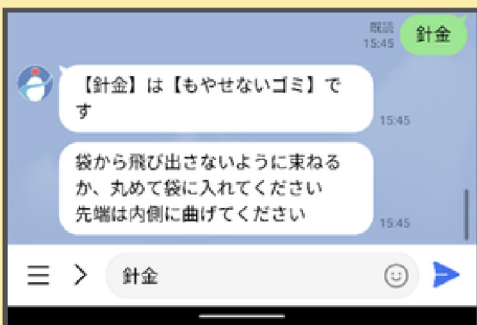 既読
15:45
針金
【針金】は【もやせないゴミ】で
す
15:45
袋から飛び出さないように束ねる
か、丸めて袋に入れてください
先端は内側に曲げてください
15:45
針金